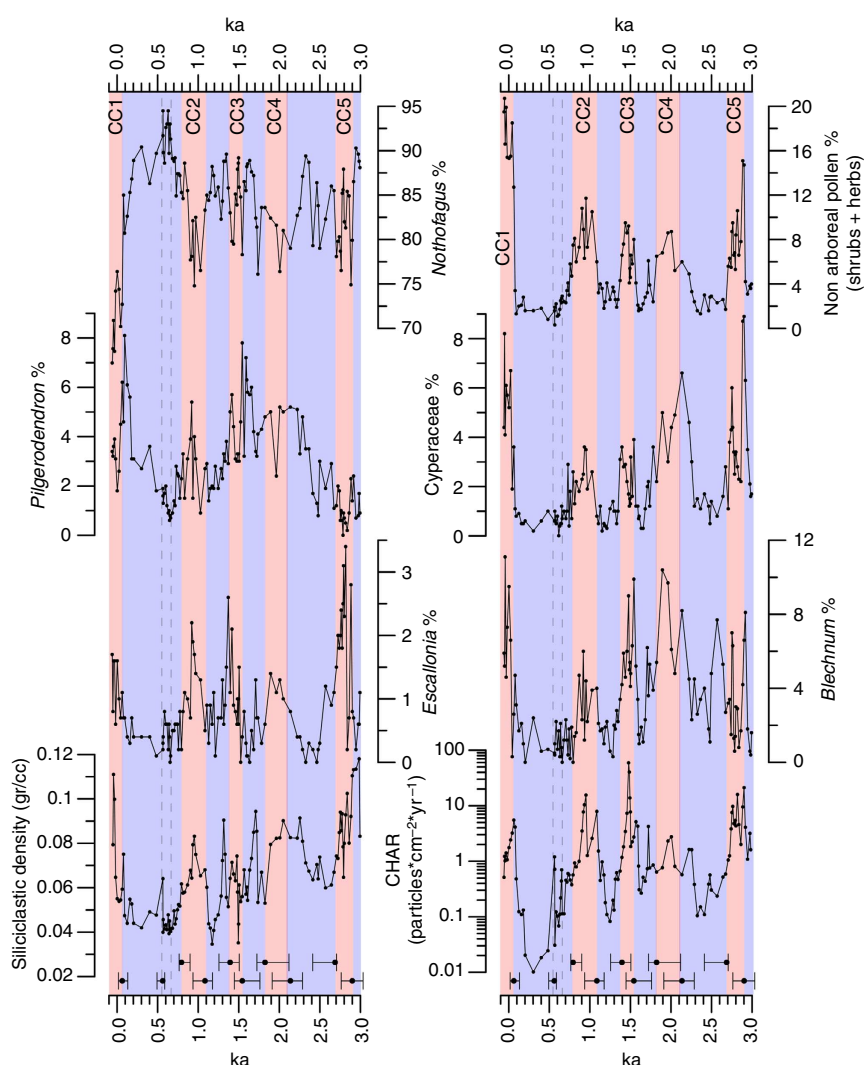 ka
0.0 0.5 1.0 1.5 2.0 2.5 3.0
CC1 CC2 CC3 CC4 CC5
95
90
85
80
75
70
Nothofagus %
Pilgerodendron %
8
6
4
2
0
3
2
1
0
Escallonia %
Siliciclastic density (gr/cc)
0.12
0.1
0.08
0.06
0.04
0.02
0.0 0.5 1.0 1.5 2.0 2.5 3.0
ka
ka
0.0 0.5 1.0 1.5 2.0 2.5 3.0
CC1 CC2 CC3 CC4 CC5
20
16
12
8
4
0
Non arboreal pollen %
(shrubs + herbs)
Cyperaceae %
8
6
4
2
0
12
8
4
0
Blechnum %
CHAR
(particles*cm⁻²*yr⁻¹)
100
10
1
0.1
0.01
0.0 0.5 1.0 1.5 2.0 2.5 3.0
ka